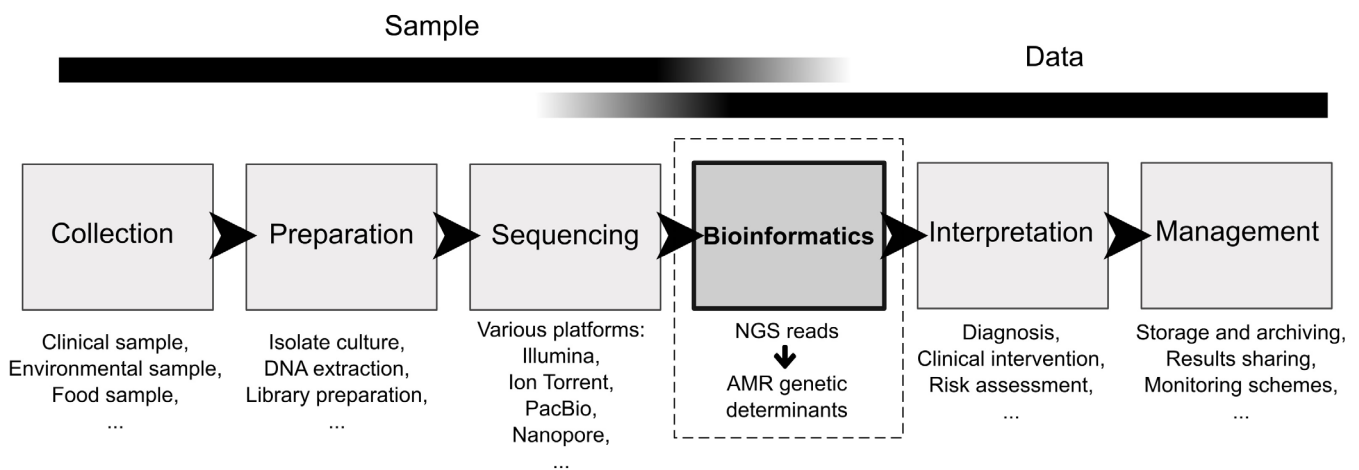 Sample
Data
Collection
Preparation
Sequencing
Bioinformatics
Interpretation
Management
Clinical sample,
Environmental sample,
Food sample,
...
Isolate culture,
DNA extraction,
Library preparation,
...
Various platforms:
Illumina,
Ion Torrent,
PacBio,
Nanopore,
...
NGS reads
AMR genetic
determinants
Diagnosis,
Clinical intervention,
Risk assessment,
...
Storage and archiving,
Results sharing,
Monitoring schemes,
...